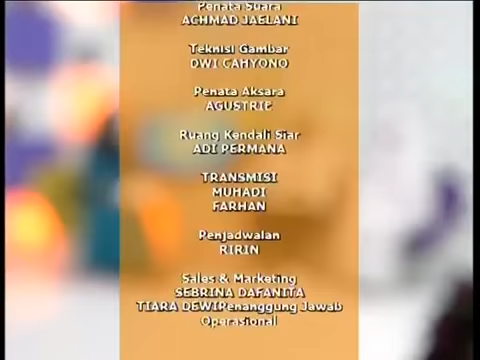 Penata Suara
ACHMAD JAELANI
Teknisi Gambar
DWI CAHYONO
Penata Aksara
AGUSTRIE
Ruang Kendali Siar
ADI PERMANA
TRANSMISI
MUHADI
FARHAN
Penjadwalan
RIRIN
Sales & Marketing
SEBRINA DAFANITA
TIARA DEWIPenanggung Jawab
Operasional